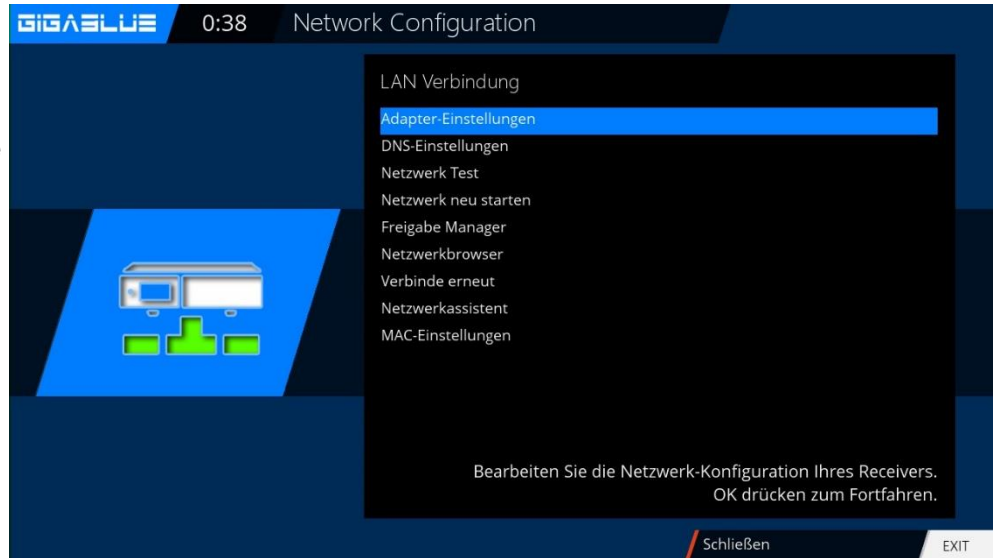 GIGABLUE 0:38 Network Configuration
LAN Verbindung
Adapter-Einstellungen
DNS-Einstellungen
Netzwerk Test
Netzwerk neu starten
Freigabe Manager
Netzwerkbrowser
Verbinde erneut
Netzwerkassistent
MAC-Einstellungen
Bearbeiten Sie die Netzwerk-Konfiguration Ihres Receivers.
OK drücken zum Fortfahren.
Schließen EXIT